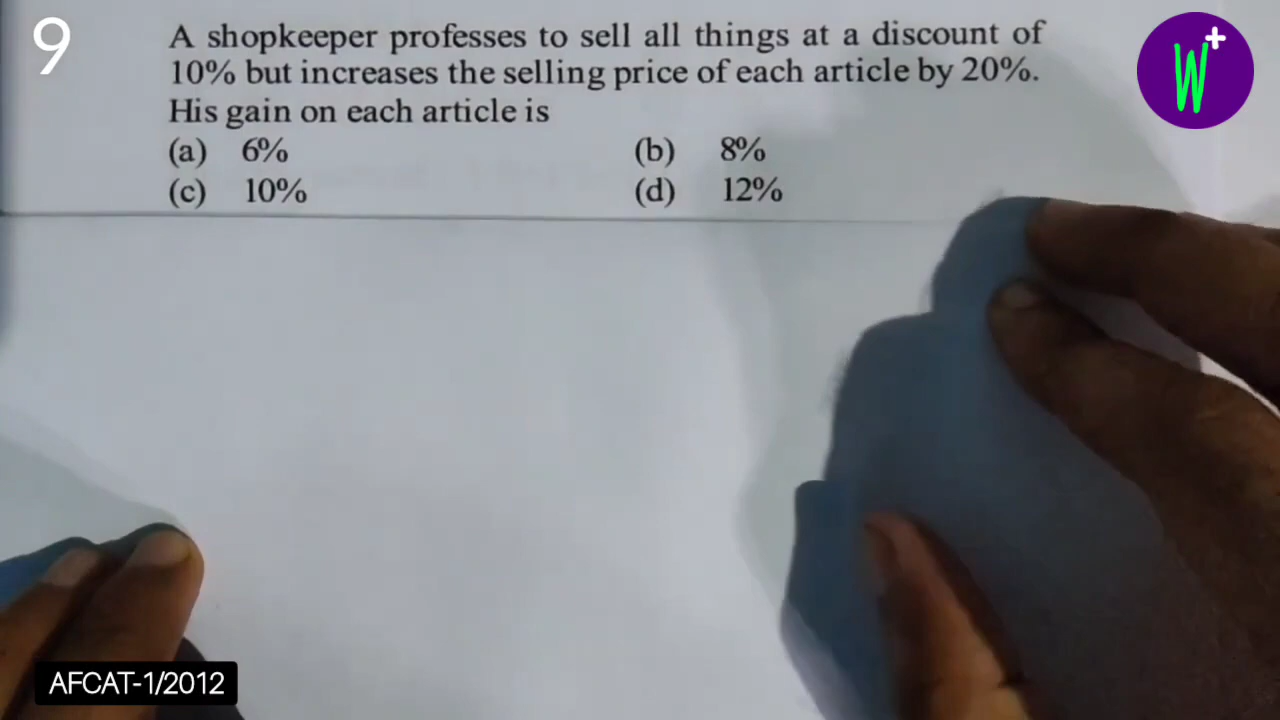 9
A shopkeeper professes to sell all things at a discount of
10% but increases the selling price of each article by 20%.
His gain on each article is
(a) 6% (b) 8%
(c) 10% (d) 12%
W+
AFCAT-1/2012